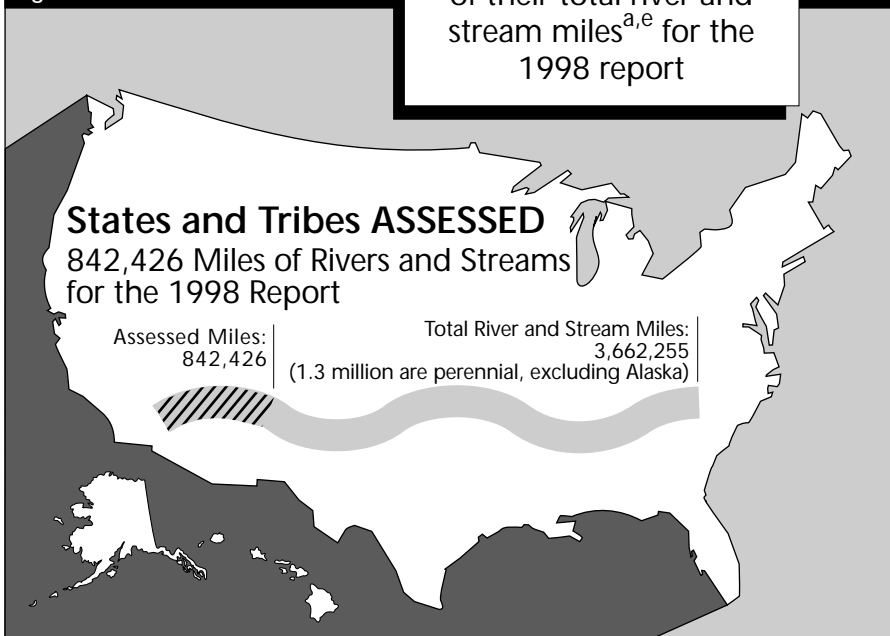 of their total river and
stream miles^a,e for the
1998 report
States and Tribes ASSESSED
842,426 Miles of Rivers and Streams
for the 1998 Report
Assessed Miles:
842,426
Total River and Stream Miles:
3,662,255
(1.3 million are perennial, excluding Alaska)